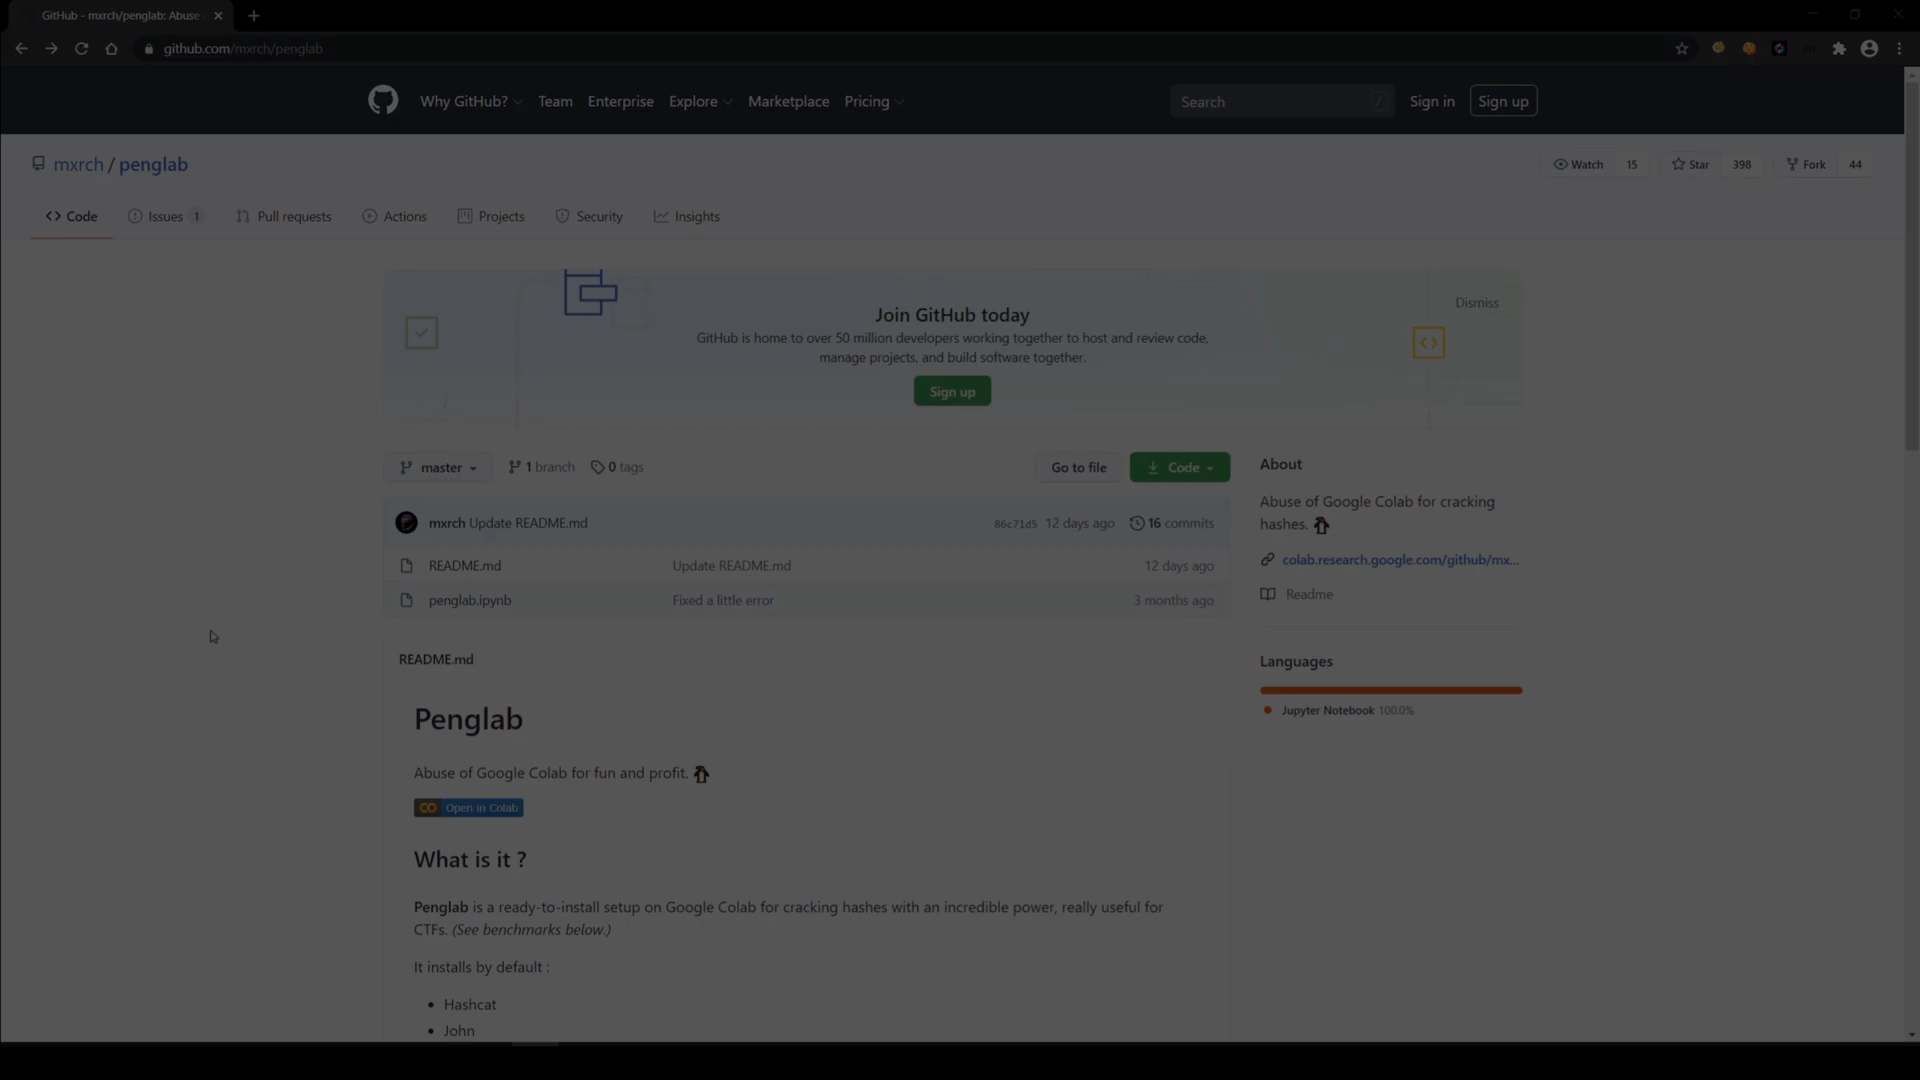 GitHub - mxrch/penglab: Abuse
github.com/mxrch/penglab
Why GitHub? Team Enterprise Explore Marketplace Pricing
Search /
Sign in Sign up
mxrch / penglab
Watch 15 Star 398 Fork 44
Code Issues 1 Pull requests Actions Projects Security Insights
Dismiss
Join GitHub today
GitHub is home to over 50 million developers working together to host and review code,
manage projects, and build software together.
Sign up
master 1 branch 0 tags Go to file Code
mxrch Update README.md 86c71d5 12 days ago 16 commits
README.md Update README.md 12 days ago
penglab.ipynb Fixed a little error 3 months ago
About
Abuse of Google Colab for cracking
hashes.
colab.research.google.com/github/mx...
Readme
Languages
Jupyter Notebook 100.0%
README.md
Penglab
Abuse of Google Colab for fun and profit.
Open in Colab
What is it ?
Penglab is a ready-to-install setup on Google Colab for cracking hashes with an incredible power, really useful for
CTFs. (See benchmarks below.)
It installs by default :
Hashcat
John